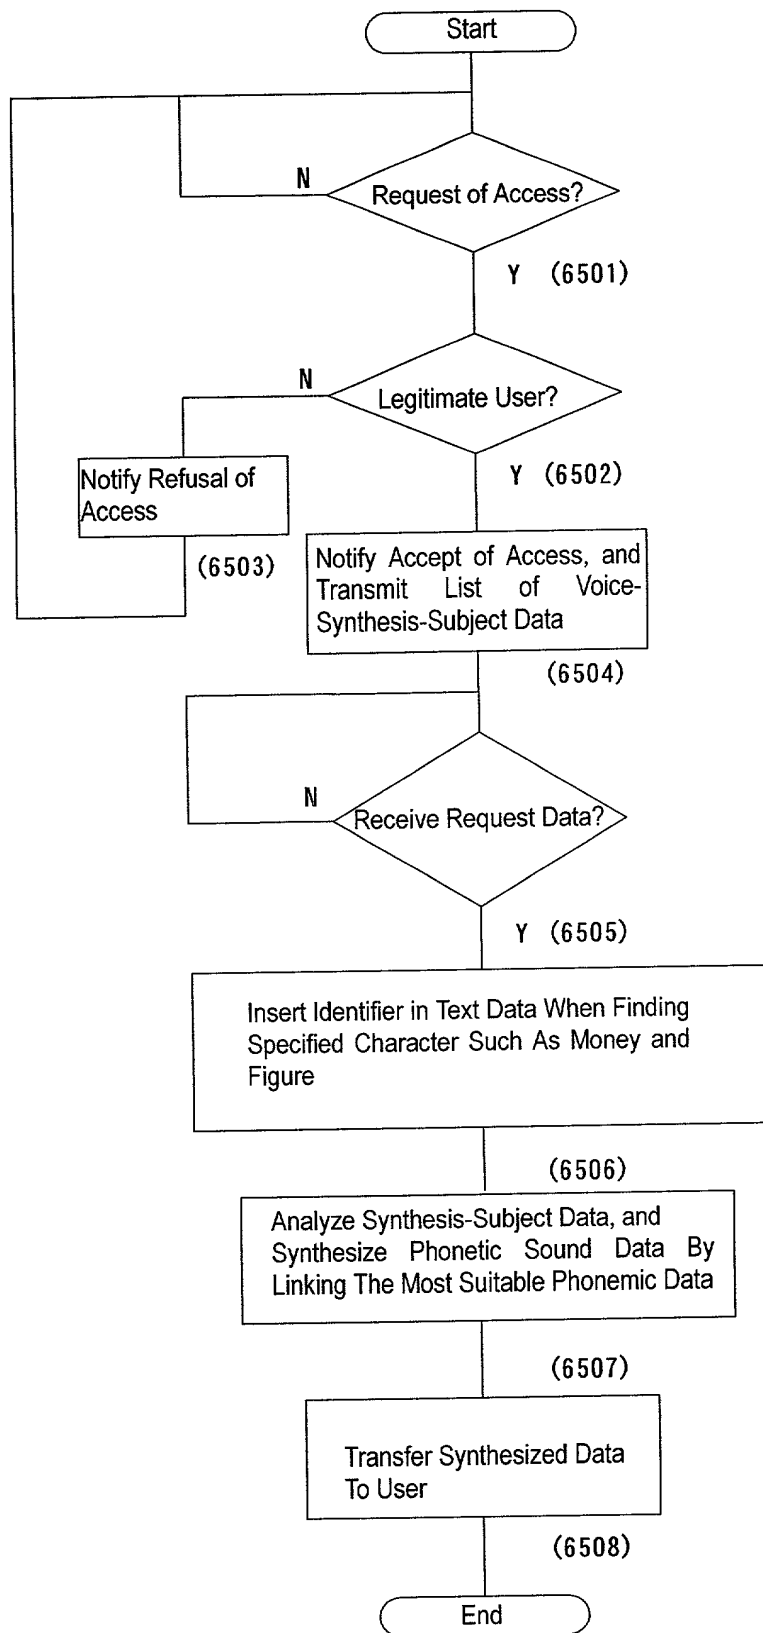 Start
N
Request of Access?
Y (6501)
N
Legitimate User?
Y (6502)
Notify Refusal of
Access
(6503)
Notify Accept of Access, and
Transmit List of Voice-
Synthesis-Subject Data
(6504)
N
Receive Request Data?
Y (6505)
Insert Identifier in Text Data When Finding
Specified Character Such As Money and
Figure
(6506)
Analyze Synthesis-Subject Data, and
Synthesize Phonetic Sound Data By
Linking The Most Suitable Phonemic Data
(6507)
Transfer Synthesized Data
To User
(6508)
End